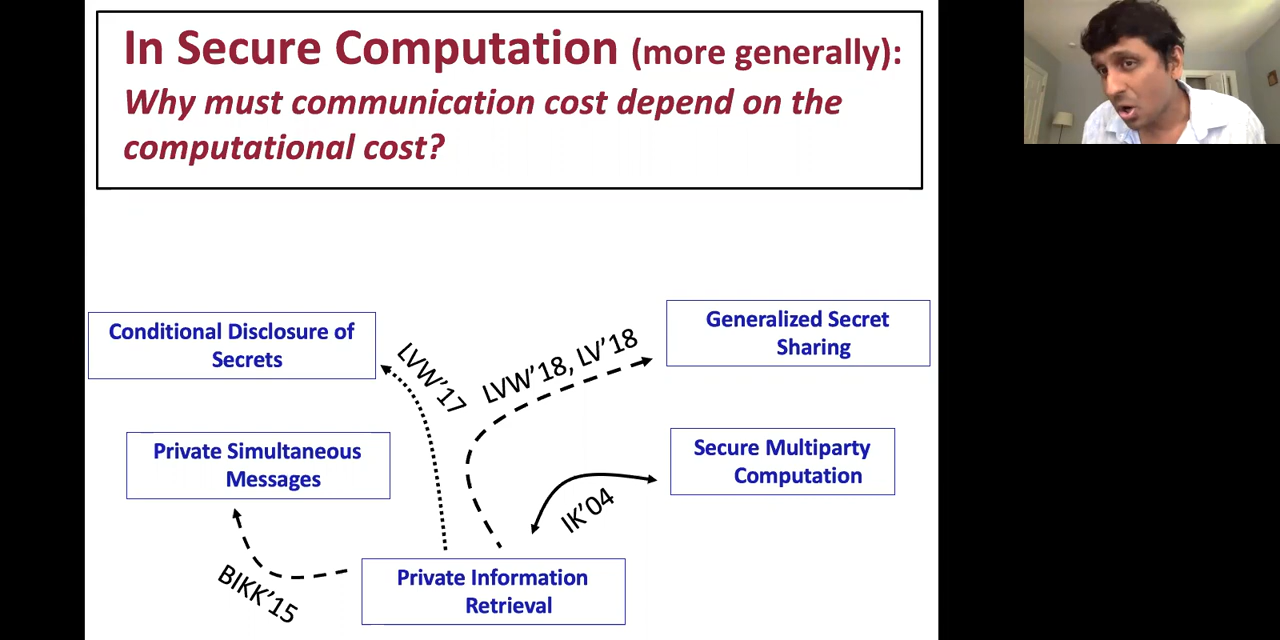 In Secure Computation (more generally):
Why must communication cost depend on the
computational cost?
Conditional Disclosure of
Secrets
LVW'17
LVW'18, LV'18
Generalized Secret
Sharing
Private Simultaneous
Messages
Secure Multiparty
Computation
IK'04
BIKK'15
Private Information
Retrieval